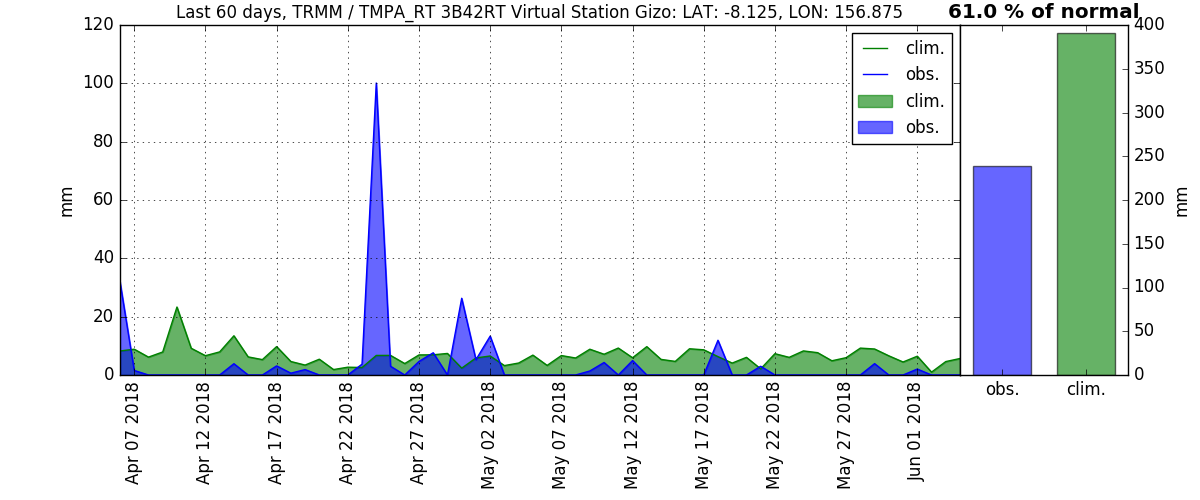 Last 60 days, TRMM / TMPA_RT 3B42RT Virtual Station Gizo: LAT: -8.125, LON: 156.875
61.0 % of normal
120
100
80
60
40
20
0
mm
clim.
obs.
clim.
obs.
Apr 07 2018
Apr 12 2018
Apr 17 2018
Apr 22 2018
Apr 27 2018
May 02 2018
May 07 2018
May 12 2018
May 17 2018
May 22 2018
May 27 2018
Jun 01 2018
400
350
300
250
200
150
100
50
0
mm
obs.
clim.